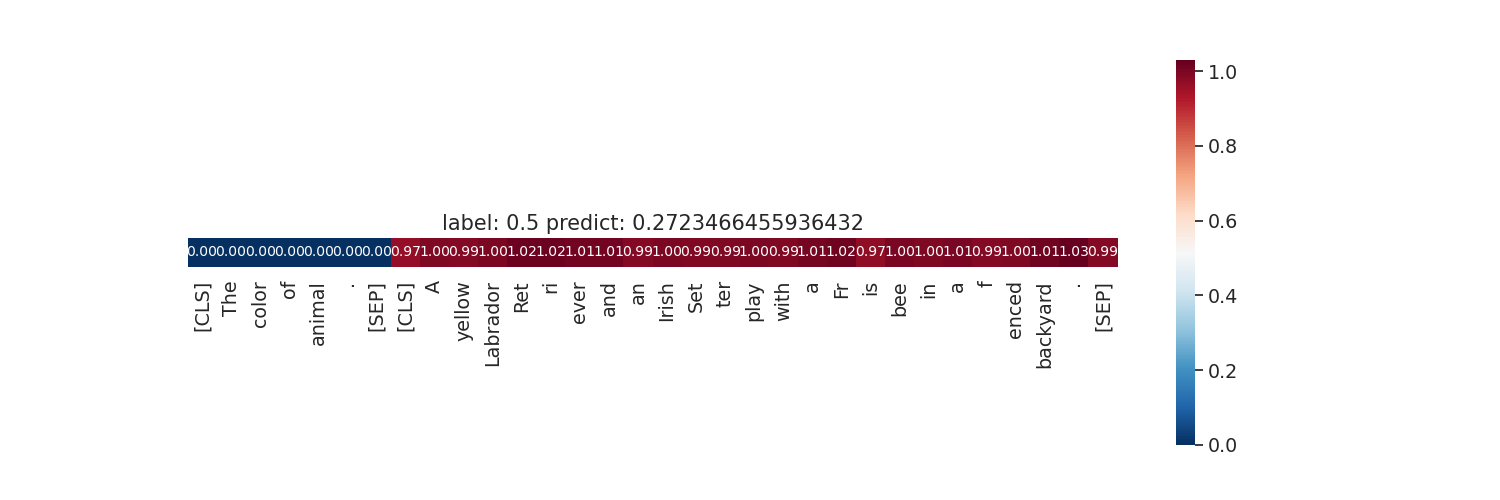 label: 0.5 predict: 0.2723466455936432
0.00 0.00 0.00 0.00 0.00 0.00 0.00 0.97 1.00 0.99 1.00 1.02 1.02 1.01 1.01 0.99 1.00 0.99 0.99 1.00 0.99 1.01 1.02 0.97 1.00 1.00 1.01 0.99 1.00 1.01 1.03 0.99
[CLS] The color of animal . [SEP] [CLS] A yellow Labrador Ret ri ever and an Irish Set ter play with a Fr is bee in a f enced backyard . [SEP]
1.0
0.8
0.6
0.4
0.2
0.0